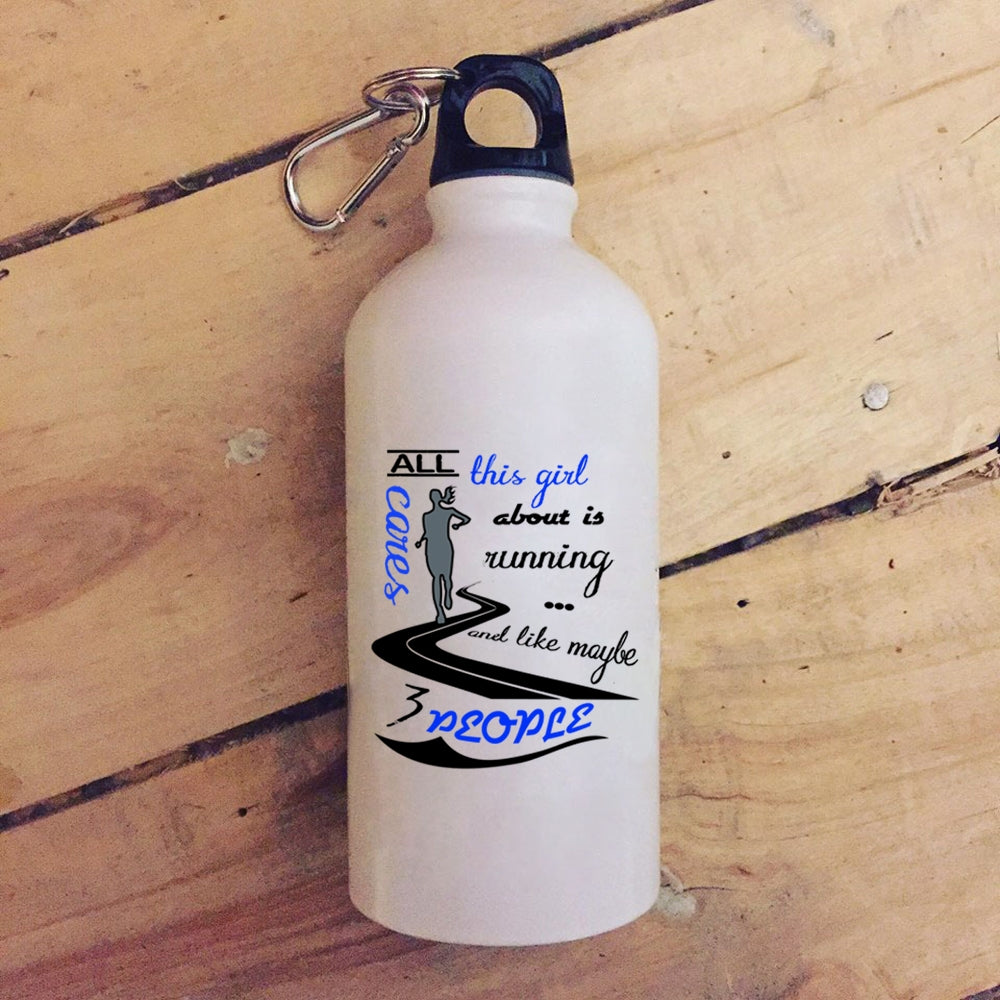 ALL this girl
cares
about is
running
...
and like maybe
3 PEOPLE